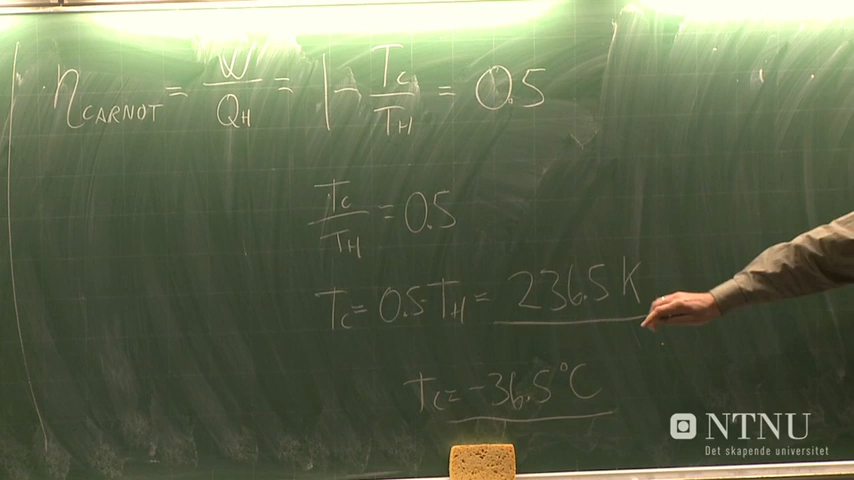 η CARNOT = W/QH = 1 - Tc/TH = 0.5
Tc/TH = 0.5
Tc = 0.5·TH = 236.5 K
Tc = -36.5°C
NTNU
Det skapende universitet